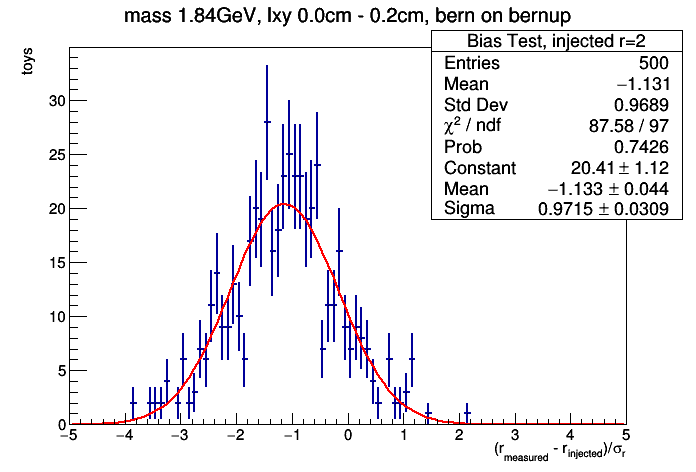 mass 1.84GeV, lxy 0.0cm - 0.2cm, bern on bernup
Bias Test, injected r=2
Entries 500
Mean −1.131
Std Dev 0.9689
χ² / ndf 87.58 / 97
Prob 0.7426
Constant 20.41 ± 1.12
Mean −1.133 ± 0.044
Sigma 0.9715 ± 0.0309
toys
30
25
20
15
10
5
0
−5 −4 −3 −2 −1 0 1 2 3 4 5
(r_measured - r_injected)/σ_r